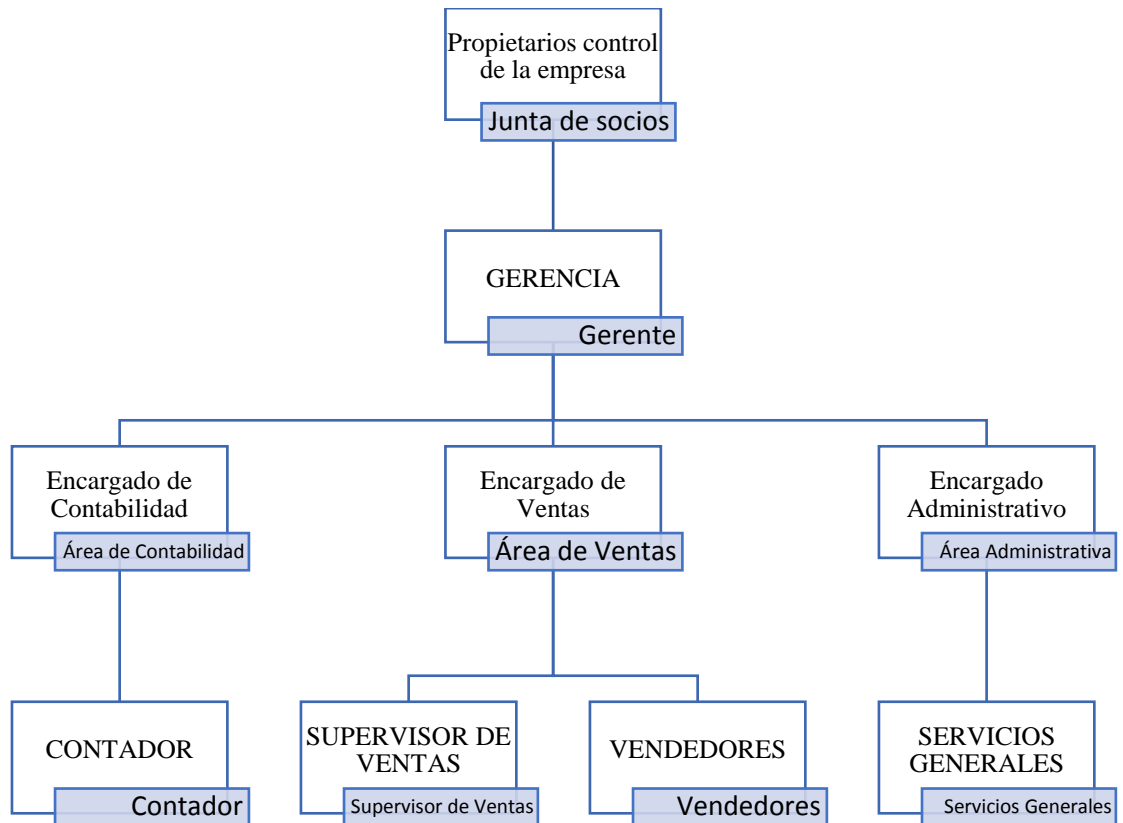 Propietarios control
de la empresa
Junta de socios
GERENCIA
Gerente
Encargado de
Contabilidad
Área de Contabilidad
Encargado de
Ventas
Área de Ventas
Encargado
Administrativo
Área Administrativa
CONTADOR
Contador
SUPERVISOR DE
VENTAS
Supervisor de Ventas
VENDEDORES
Vendedores
SERVICIOS
GENERALES
Servicios Generales